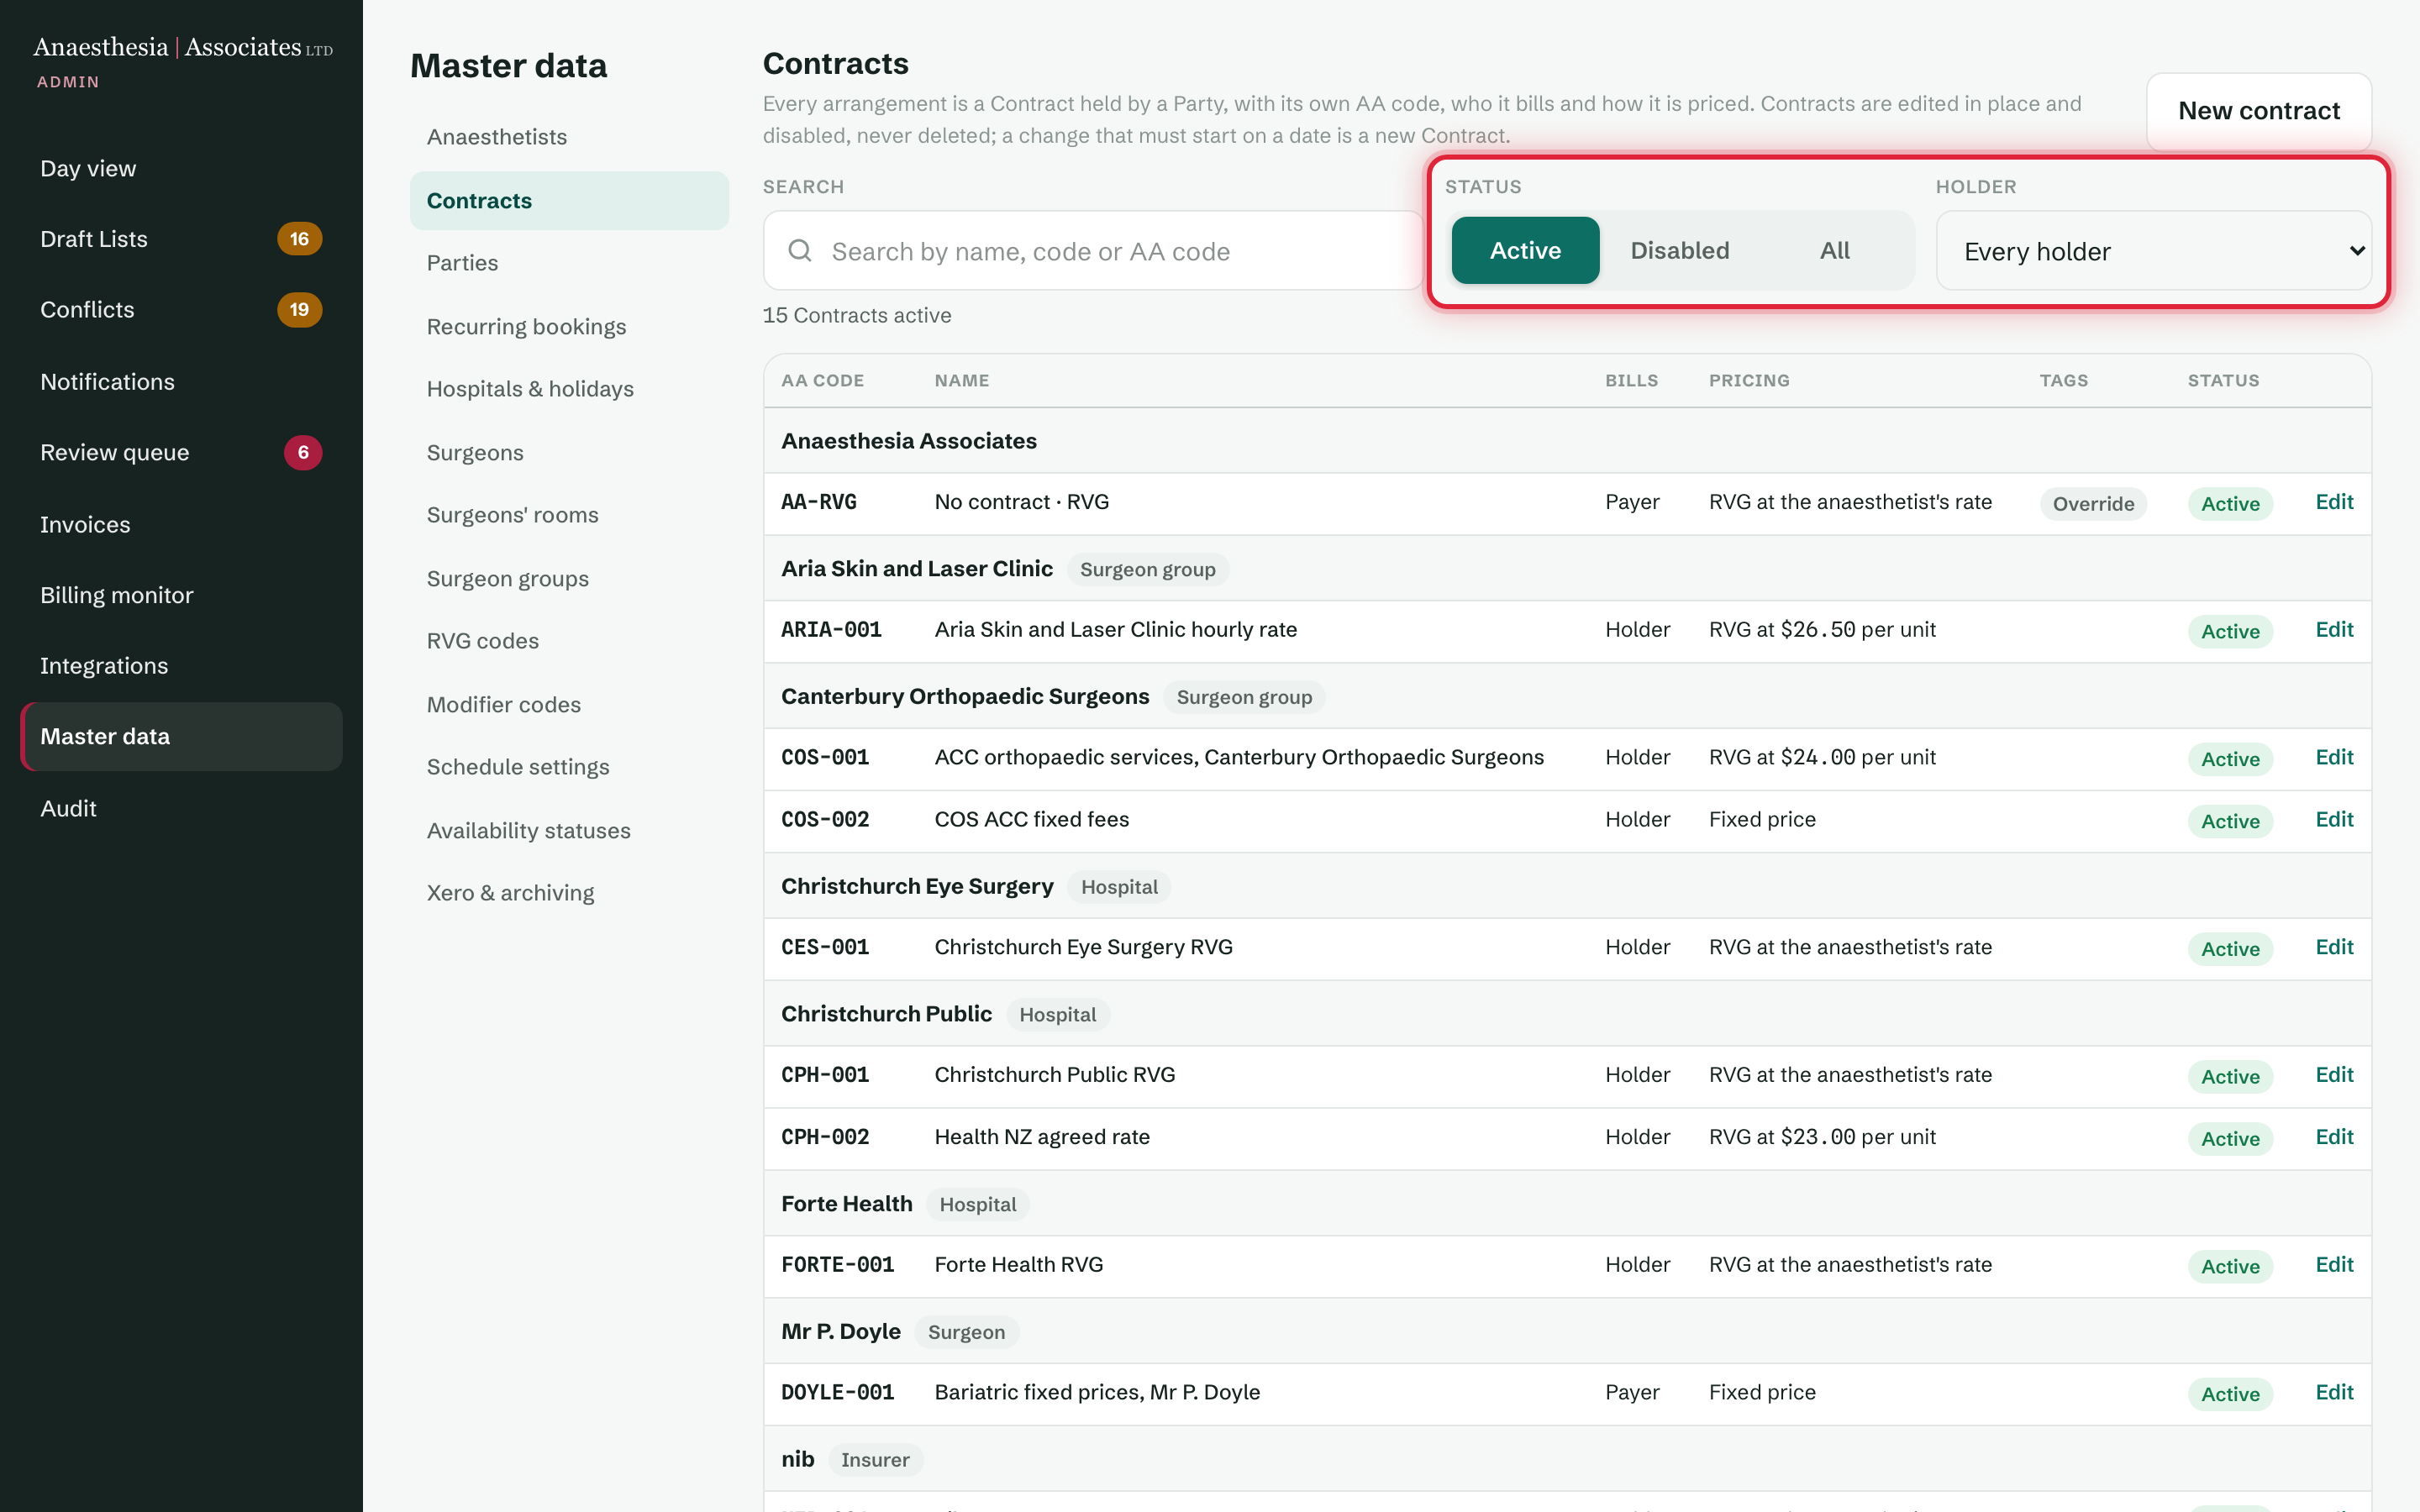 Anaesthesia | Associates LTD
ADMIN
Day view
Draft Lists 16
Conflicts 19
Notifications
Review queue 6
Invoices
Billing monitor
Integrations
Master data
Audit
Master data
Anaesthetists
Contracts
Parties
Recurring bookings
Hospitals & holidays
Surgeons
Surgeons' rooms
Surgeon groups
RVG codes
Modifier codes
Schedule settings
Availability statuses
Xero & archiving
Contracts
Every arrangement is a Contract held by a Party, with its own AA code, who it bills and how it is priced. Contracts are edited in place and
disabled, never deleted; a change that must start on a date is a new Contract.
New contract
SEARCH STATUS HOLDER
Search by name, code or AA code Active Disabled All Every holder
15 Contracts active
AA CODE NAME BILLS PRICING TAGS STATUS
Anaesthesia Associates
AA-RVG No contract · RVG Payer RVG at the anaesthetist's rate Override Active Edit
Aria Skin and Laser Clinic Surgeon group
ARIA-001 Aria Skin and Laser Clinic hourly rate Holder RVG at $26.50 per unit Active Edit
Canterbury Orthopaedic Surgeons Surgeon group
COS-001 ACC orthopaedic services, Canterbury Orthopaedic Surgeons Holder RVG at $24.00 per unit Active Edit
COS-002 COS ACC fixed fees Holder Fixed price Active Edit
Christchurch Eye Surgery Hospital
CES-001 Christchurch Eye Surgery RVG Holder RVG at the anaesthetist's rate Active Edit
Christchurch Public Hospital
CPH-001 Christchurch Public RVG Holder RVG at the anaesthetist's rate Active Edit
CPH-002 Health NZ agreed rate Holder RVG at $23.00 per unit Active Edit
Forte Health Hospital
FORTE-001 Forte Health RVG Holder RVG at the anaesthetist's rate Active Edit
Mr P. Doyle Surgeon
DOYLE-001 Bariatric fixed prices, Mr P. Doyle Payer Fixed price Active Edit
nib Insurer